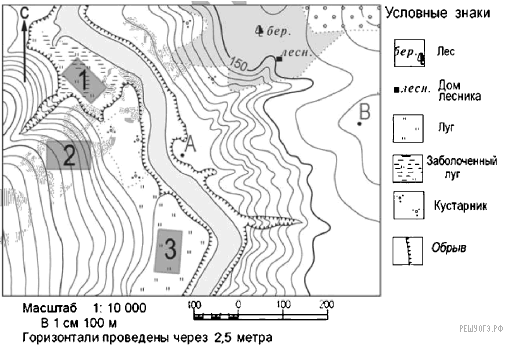 С
150
бер.
лесн.
А
В
1
2
3
Условные знаки
бер. Лес
лесн. Дом лесника
Луг
Заболоченный луг
Кустарник
Обрыв
Масштаб 1: 10 000
В 1 см 100 м
Горизонтали проведены через 2,5 метра
100 0 100 200
РЕШУОГЭ.РФ